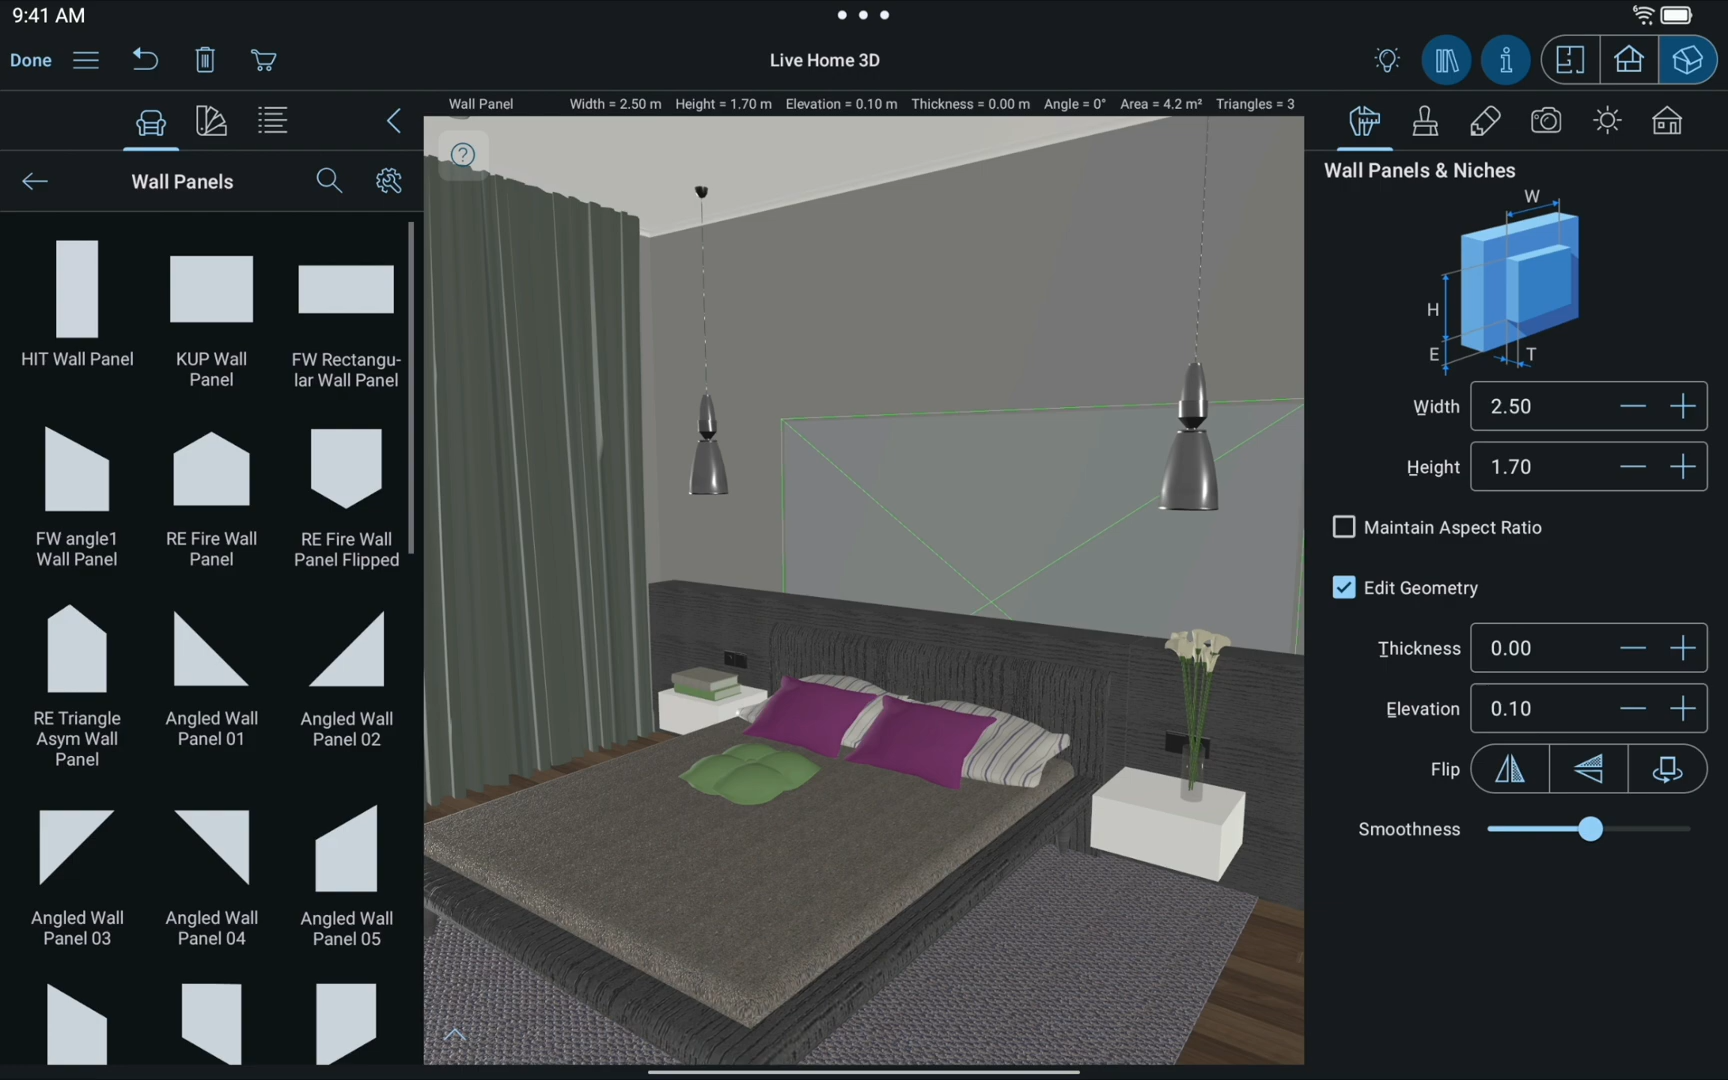 9:41 AM
Done
Live Home 3D
Wall Panel Width = 2.50 m Height = 1.70 m Elevation = 0.10 m Thickness = 0.00 m Angle = 0° Area = 4.2 m² Triangles = 3
Wall Panels
HIT Wall Panel
KUP Wall
Panel
FW Rectangu-
lar Wall Panel
FW angle1
Wall Panel
RE Fire Wall
Panel
RE Fire Wall
Panel Flipped
RE Triangle
Asym Wall
Panel
Angled Wall
Panel 01
Angled Wall
Panel 02
Angled Wall
Panel 03
Angled Wall
Panel 04
Angled Wall
Panel 05
?
Wall Panels & Niches
W
H
E
T
Width 2.50
Height 1.70
Maintain Aspect Ratio
Edit Geometry
Thickness 0.00
Elevation 0.10
Flip
Smoothness